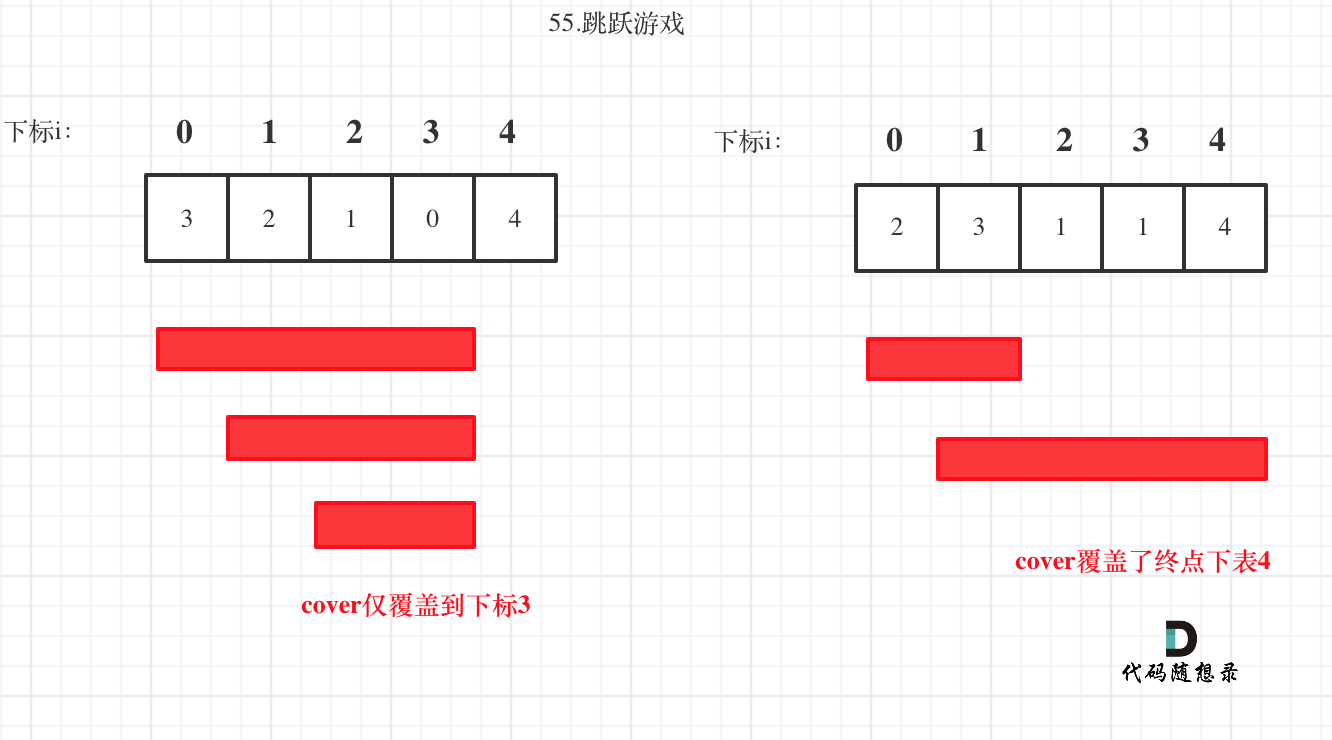 55.跳跃游戏
下标i:
0 1 2 3 4
3 2 1 0 4
cover仅覆盖到下标3
下标i:
0 1 2 3 4
2 3 1 1 4
cover覆盖了终点下表4
代码随想录